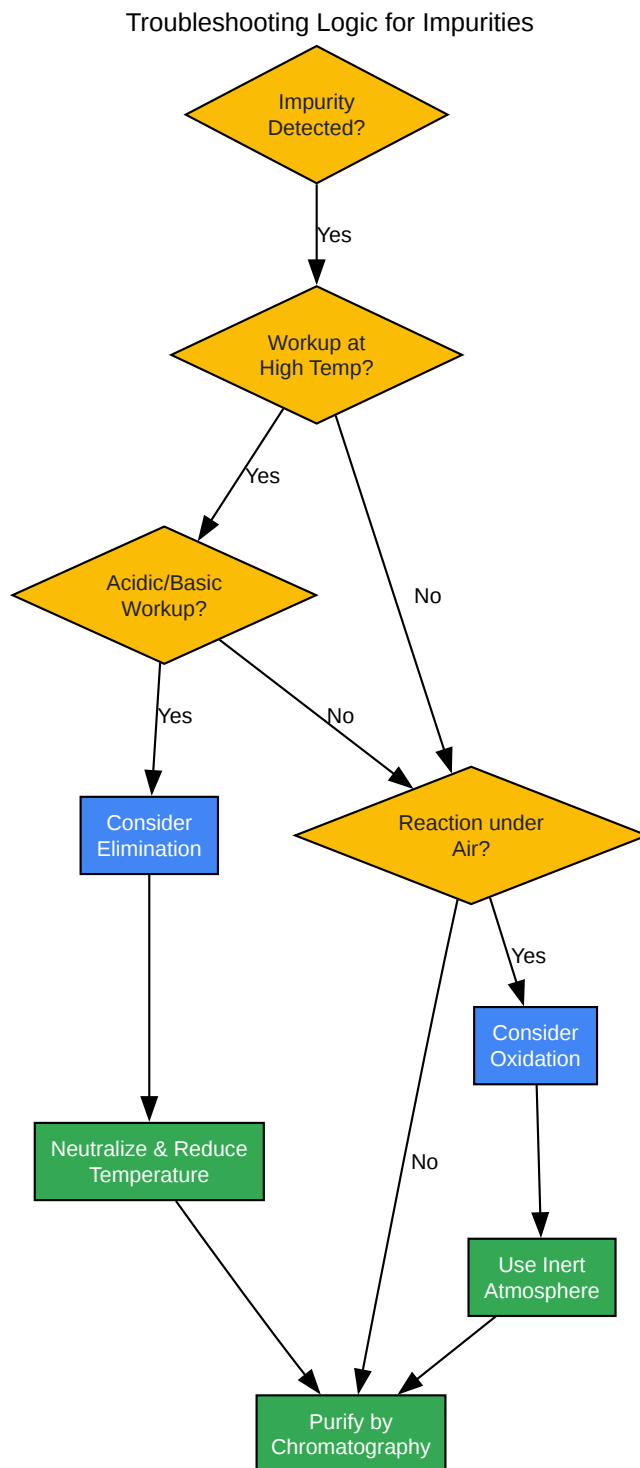 Troubleshooting Logic for Impurities
Impurity
Detected?
Yes
Workup at
High Temp?
Yes
No
Acidic/Basic
Workup?
Yes
No
Consider
Elimination
Reaction under
Air?
Yes
Consider
Oxidation
Neutralize & Reduce
Temperature
No
Use Inert
Atmosphere
Purify by
Chromatography